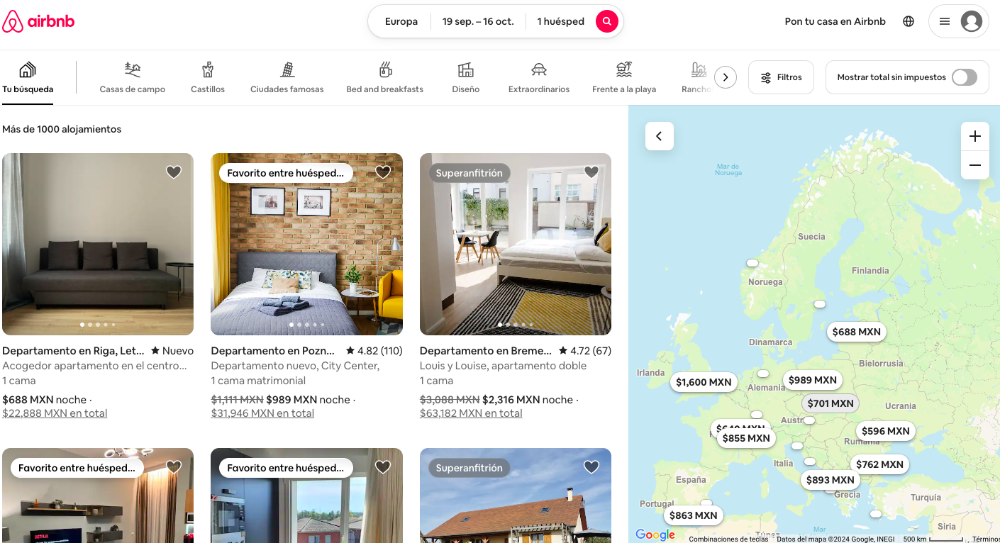 airbnb
Europa
19 sep. – 16 oct.
1 huésped
Pon tu casa en Airbnb
Tu búsqueda
Casas de campo
Castillos
Ciudades famosas
Bed and breakfasts
Diseño
Extraordinarios
Frente a la playa
Rancho
Filtros
Mostrar total sin impuestos
Más de 1000 alojamientos
Favorito entre huésped...
Superanfitrión
Departamento en Riga, Let...
Nuevo
Acogedor apartamento en el centro...
1 cama
$688 MXN noche ·
$22,888 MXN en total
Departamento en Pozn...
4.82 (110)
Departamento nuevo, City Center,
1 cama matrimonial
$1,111 MXN $989 MXN noche ·
$31,946 MXN en total
Departamento en Breme...
4.72 (67)
Louis y Louise, apartamento doble
1 cama
$3,088 MXN $2,316 MXN noche ·
$63,182 MXN en total
Favorito entre huésped...
Favorito entre huésped...
Superanfitrión
Mar de
Noruega
Suecia
Finlandia
Noruega
$688 MXN
Dinamarca
Bielorrusia
Irlanda
$1,600 MXN
$989 MXN
Alemania
$701 MXN
Ucrania
Austr
$596 MXN
$855 MXN
Rumanía
Italia
$762 MXN
España
$893 MXN
Grecia
Turquía
Portugal
$863 MXN
Siria
Mar
Túnez
Google
Combinaciones de teclas
Datos del mapa ©2024 Google, INEGI
500 km
Términos